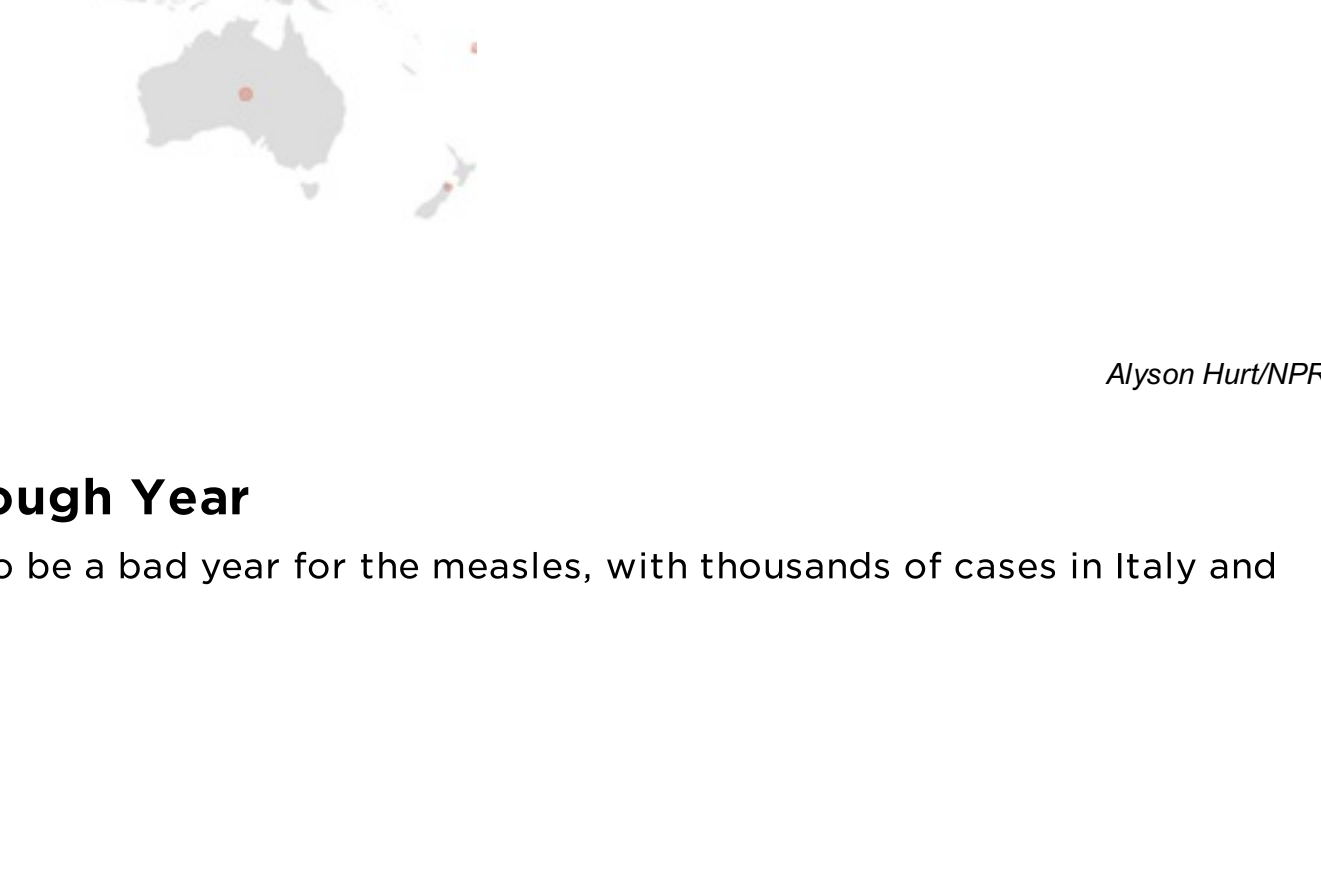 Alyson Hurt/NPR
ough Year
o be a bad year for the measles, with thousands of cases in Italy and